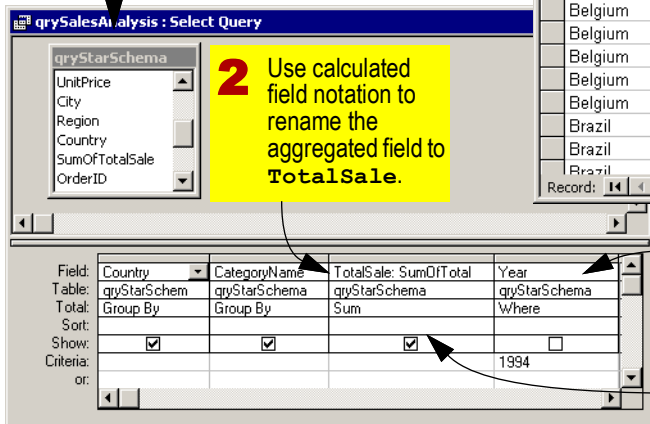 qrySalesAnalysis : Select Query
qryStarSchema
UnitPrice
City
Region
Country
SumOfTotalSale
OrderID
2 Use calculated
field notation to
rename the
aggregated field to
TotalSale.
Belgium
Belgium
Belgium
Belgium
Belgium
Brazil
Brazil
Brazil
Record:
Field: Country CategoryName TotalSale: SumOfTotal Year
Table: qryStarSchem qryStarSchema qryStarSchema qryStarSchema
Total: Group By Group By Sum Where
Sort:
Show:
Criteria: 1994
or: